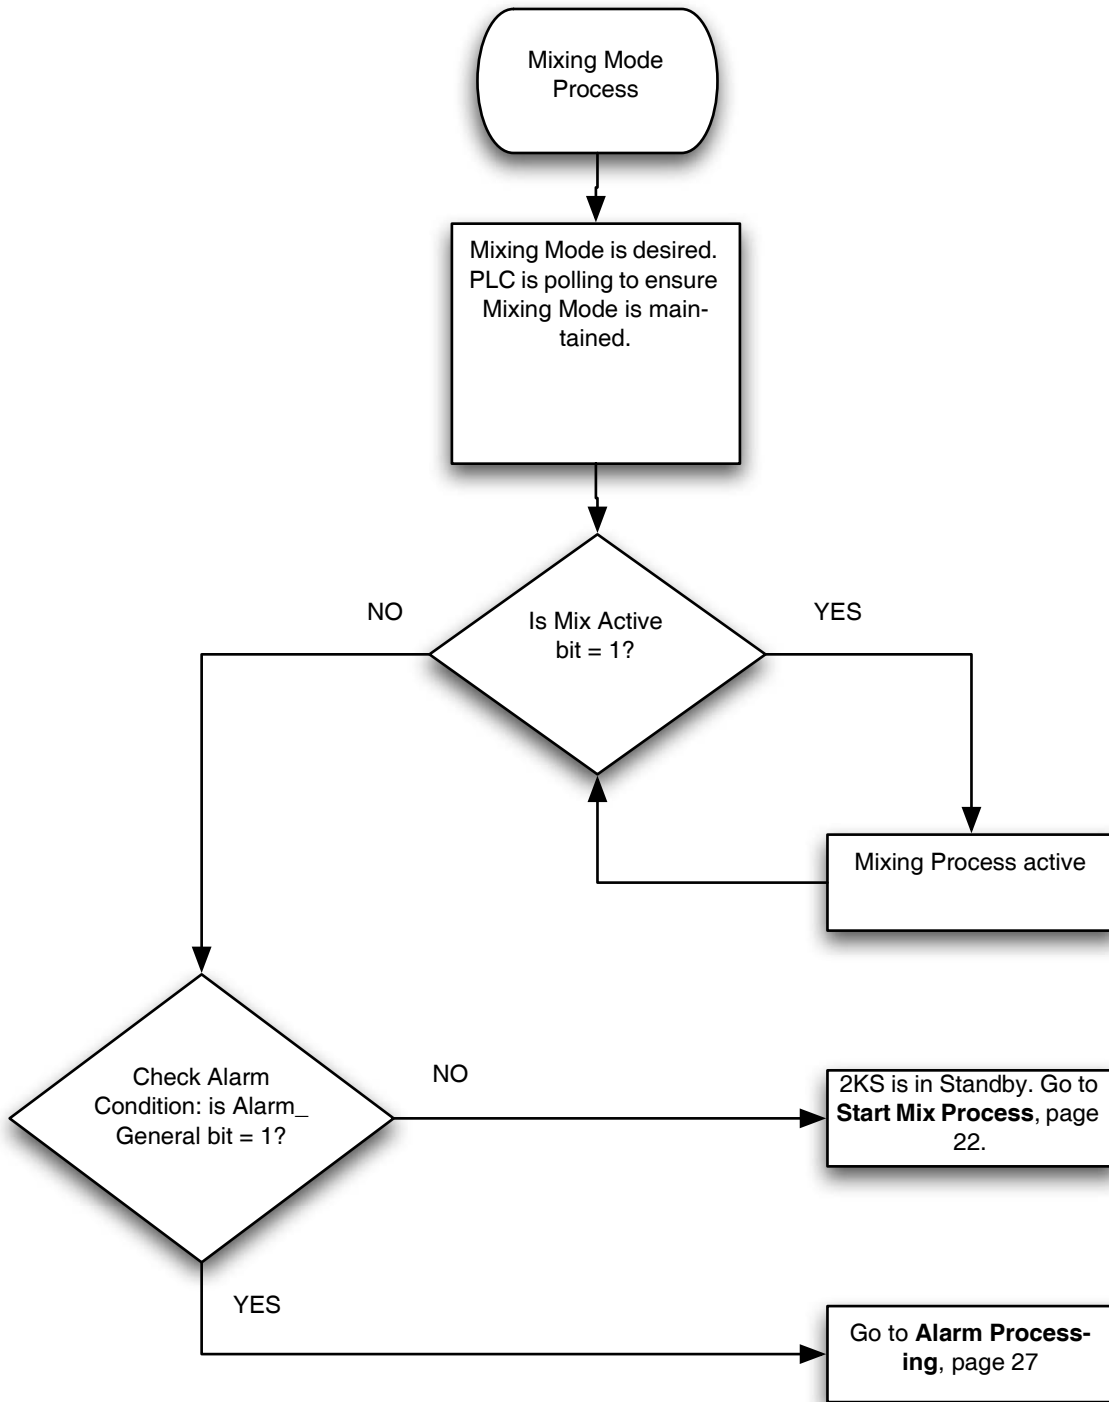 Mixing Mode
Process
Mixing Mode is desired.
PLC is polling to ensure
Mixing Mode is main-
tained.
NO
Is Mix Active
bit = 1?
YES
Mixing Process active
Check Alarm
Condition: is Alarm_
General bit = 1?
NO
2KS is in Standby. Go to
Start Mix Process, page
22.
YES
Go to Alarm Process-
ing, page 27